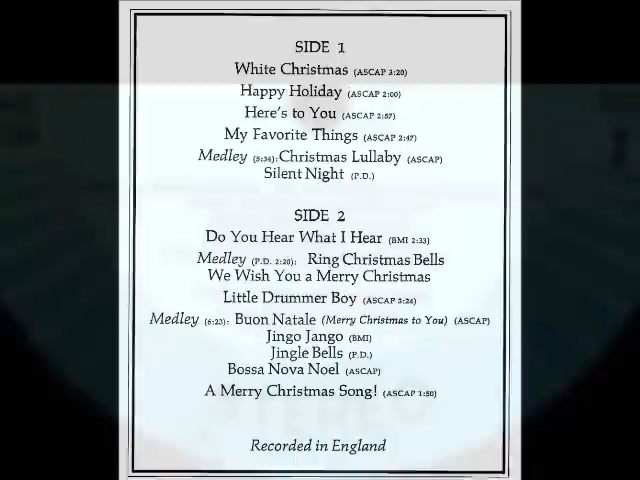 SIDE 1
White Christmas (ASCAP 3:20)
Happy Holiday (ASCAP 2:00)
Here's to You (ASCAP 2:57)
My Favorite Things (ASCAP 2:47)
Medley (5:34): Christmas Lullaby (ASCAP)
Silent Night (P.D.)
SIDE 2
Do You Hear What I Hear (BMI 2:33)
Medley (P.D. 2:20): Ring Christmas Bells
We Wish You a Merry Christmas
Little Drummer Boy (ASCAP 3:24)
Medley (6:23): Buon Natale (Merry Christmas to You) (ASCAP)
Jingo Jango (BMI)
Jingle Bells (P.D.)
Bossa Nova Noel (ASCAP)
A Merry Christmas Song! (ASCAP 1:50)
Recorded in England